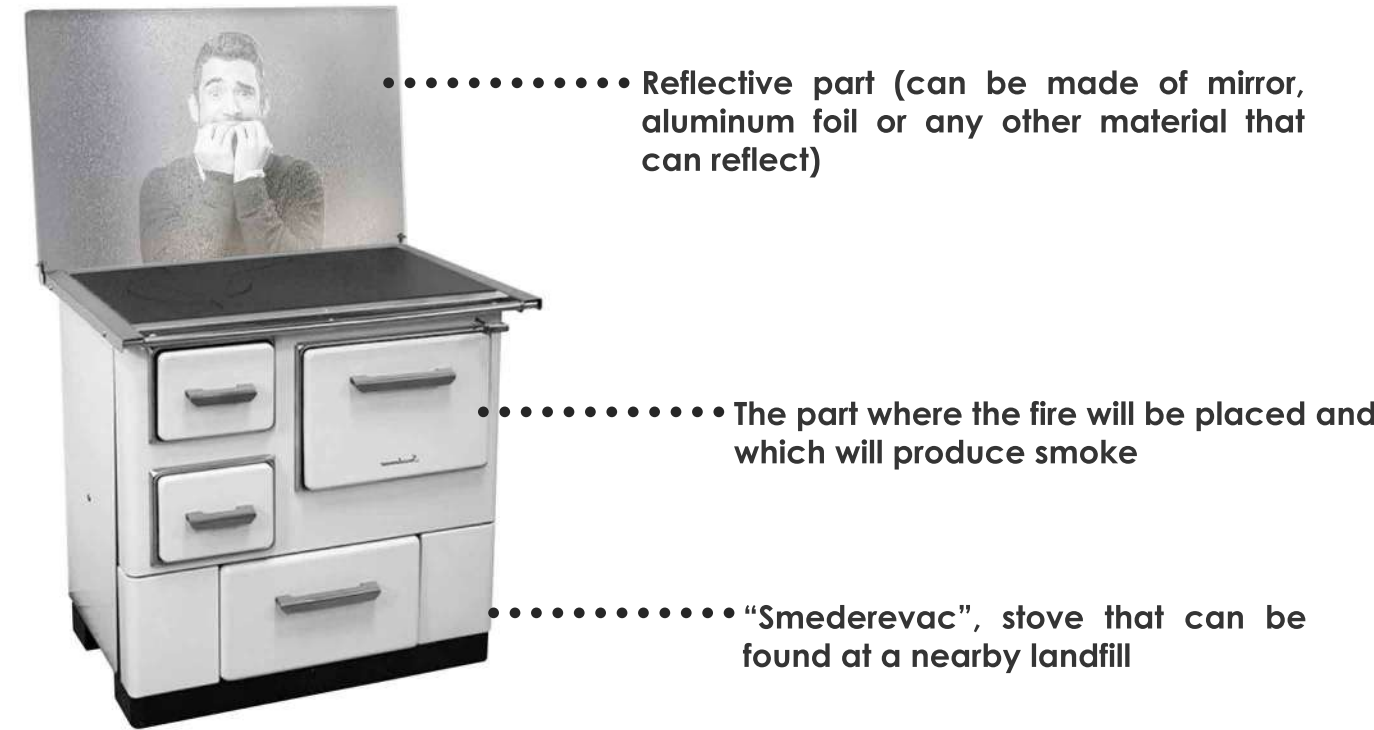 Reflective part (can be made of mirror,
aluminum foil or any other material that
can reflect)
The part where the fire will be placed and
which will produce smoke
“Smederevac”, stove that can be
found at a nearby landfill